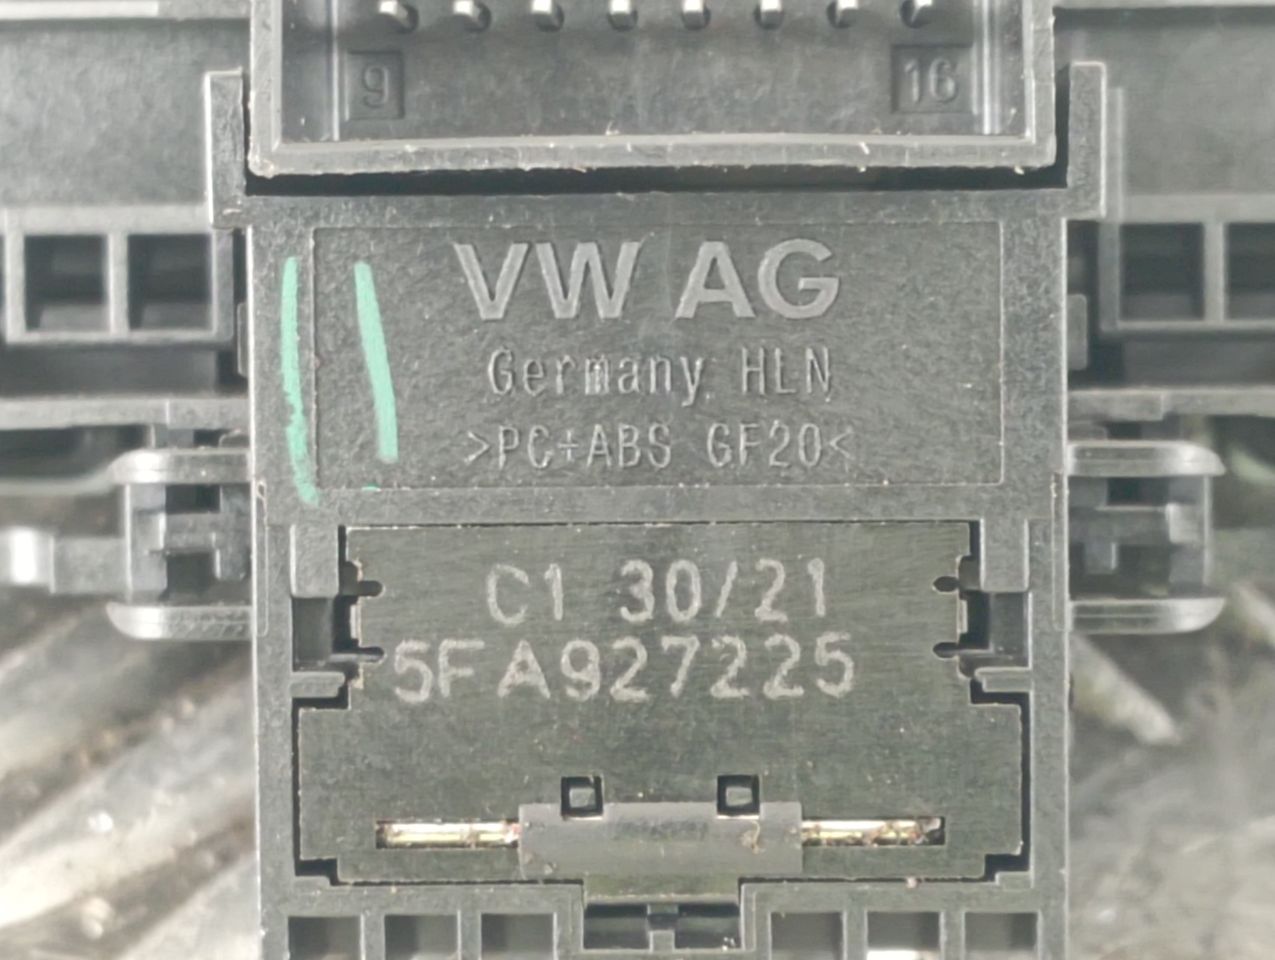 9 16
VW AG
Germany HLN
>PC+ABS GF20<
C1 30/21
5FA927225